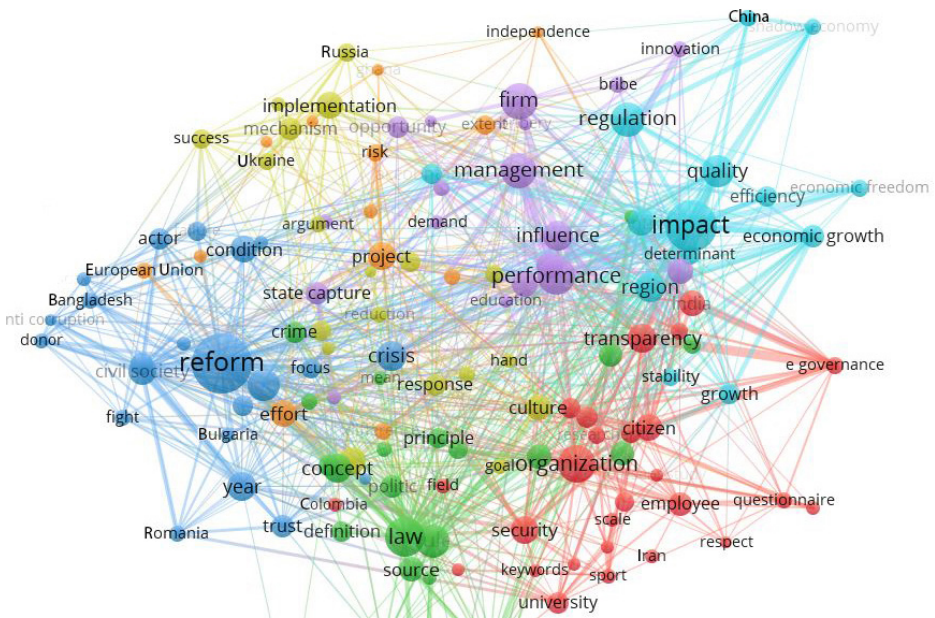 China
shadow economy
independence
Russia
innovation
ghana
bribe
implementation
firm
regulation
mechanism
opportunity
extent
success
risk
Ukraine
management
quality
economic freedom
efficiency
argument
demand
impact
actor
condition
influence
economic growth
project
determinant
European Union
performance
Bangladesh
state capture
education
region
India
nti corruption
reduction
crime
transparency
donor
reform
crisis
hand
e governance
civil society
focus
mean
response
stability
growth
fight
effort
culture
citizen
Bulgaria
principle
research
concept
goal
organization
year
politic
field
Colombia
employee
questionnaire
Romania
trust
definition
law
security
scale
respect
source
keywords
sport
Iran
university